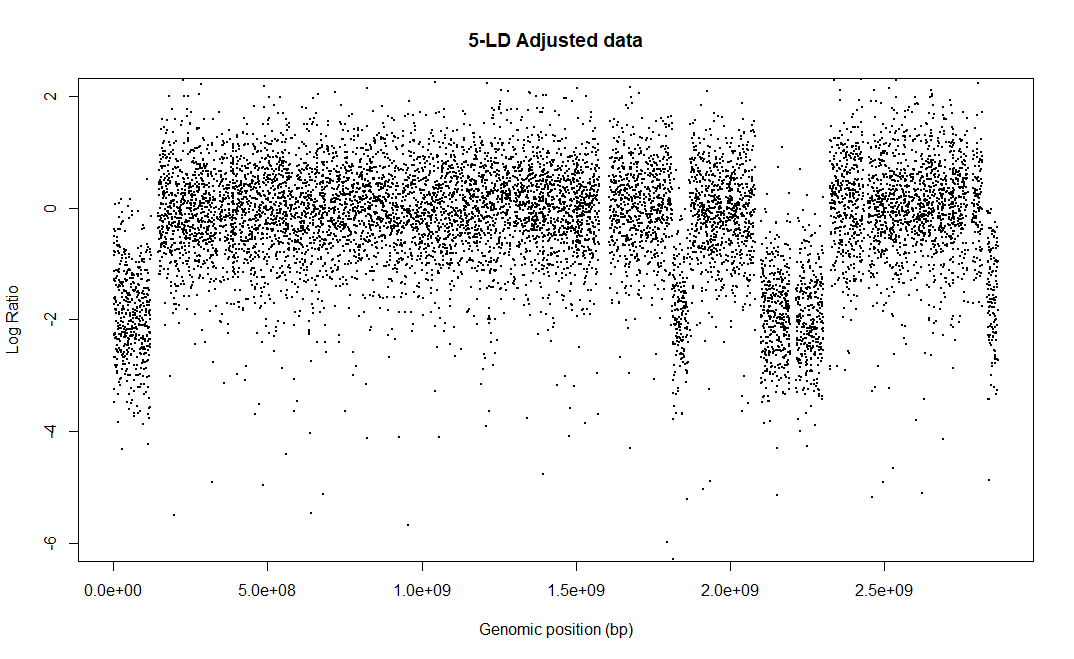 5-LD Adjusted data
Log Ratio
2
0
-2
-4
-6
0.0e+00 5.0e+08 1.0e+09 1.5e+09 2.0e+09 2.5e+09
Genomic position (bp)